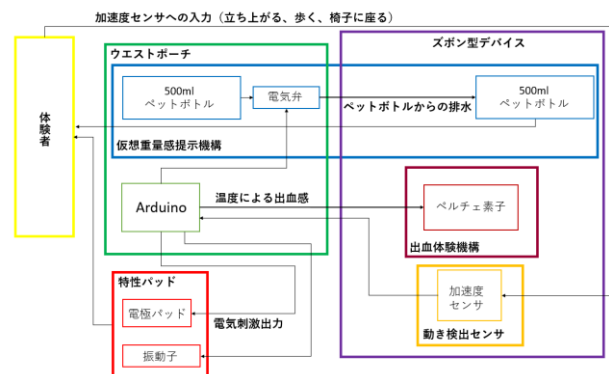 加速度センサへの入力（立ち上がる、歩く、椅子に座る）
ウエストポーチ
ズボン型デバイス
500ml
ペットボトル
電気弁
500ml
ペットボトル
ペットボトルからの排水
体験者
仮想重量感提示機構
Arduino
温度による出血感
ペルチェ素子
出血体験機構
特性パッド
加速度
センサ
電極パッド
電気刺激出力
動き検出センサ
振動子